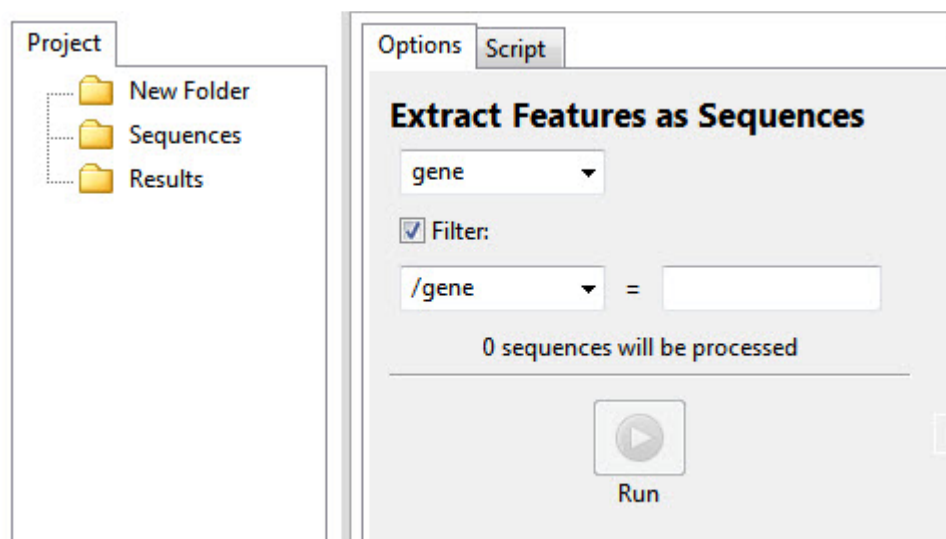 Project
New Folder
Sequences
Results
Options Script
Extract Features as Sequences
gene
Filter:
/gene =
0 sequences will be processed
Run